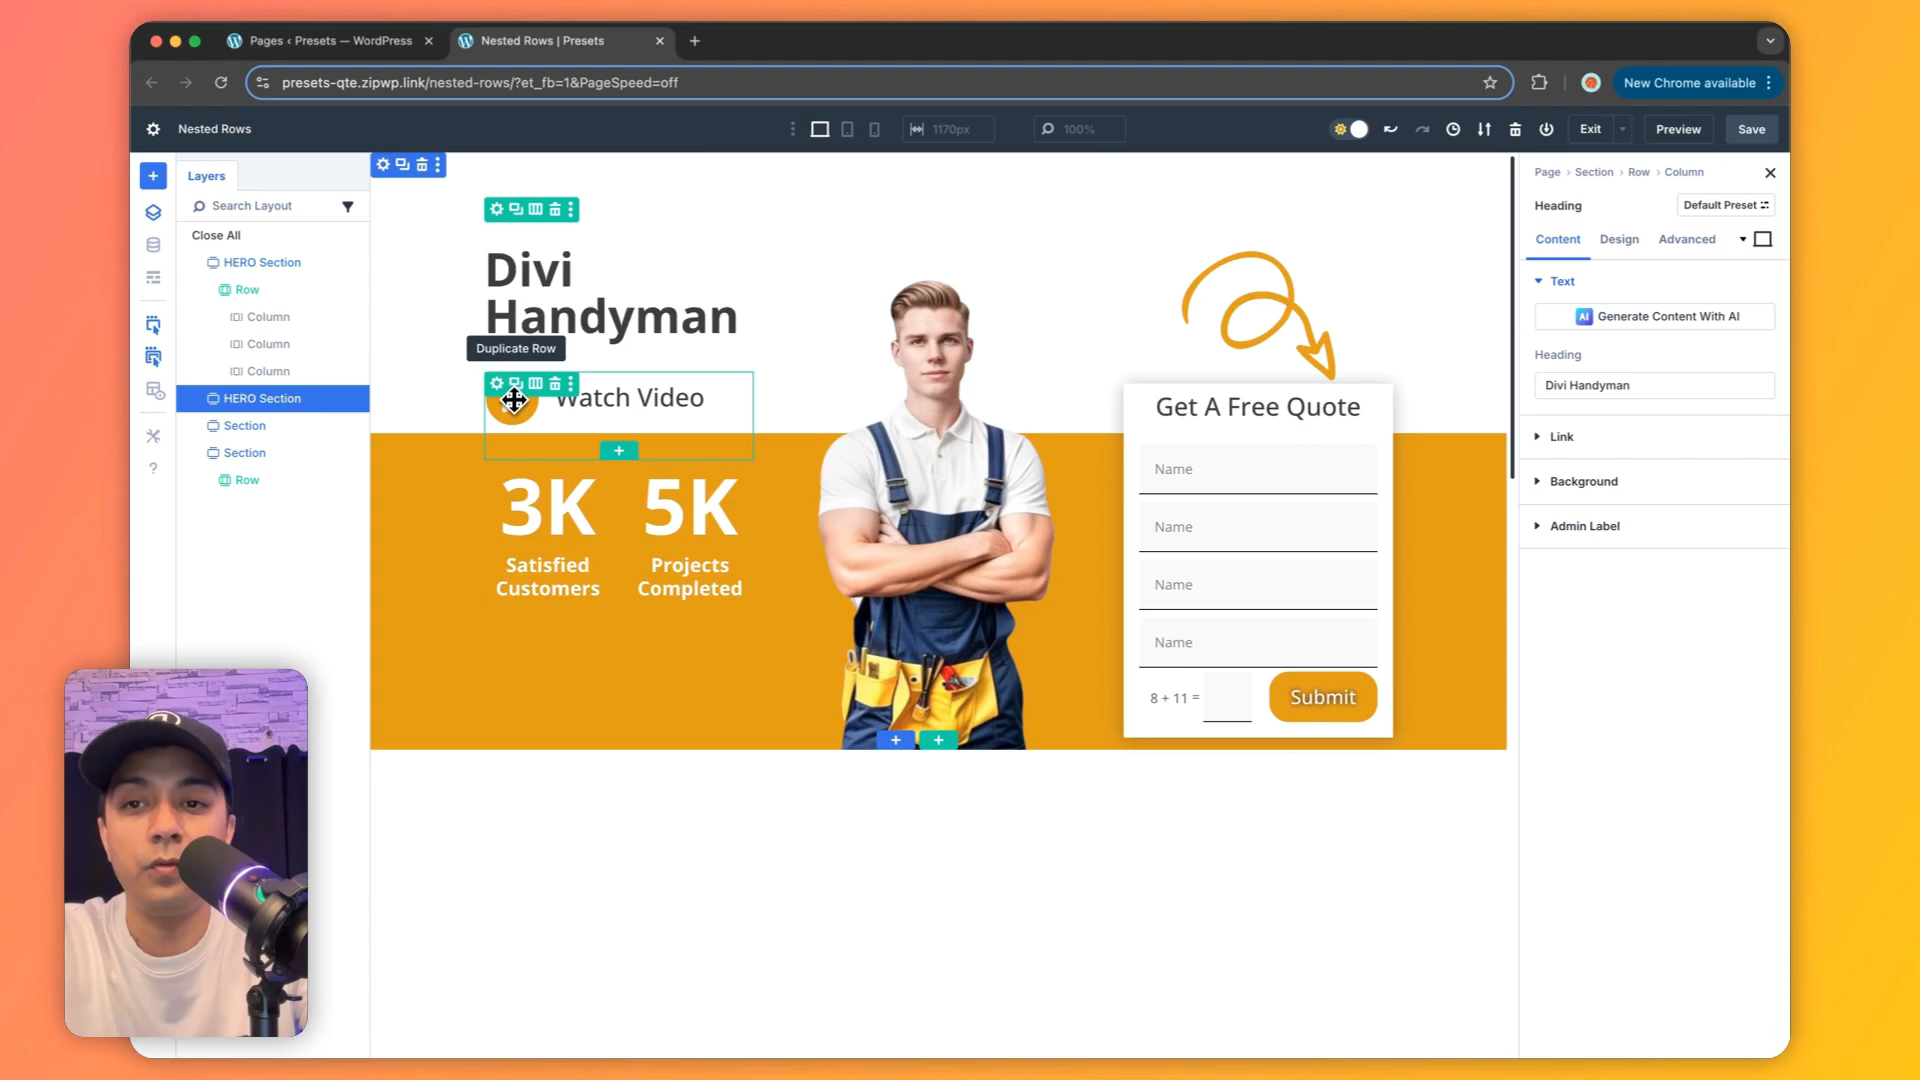 Pages ‹ Presets — WordPress
Nested Rows | Presets
presets-qte.zipwp.link/nested-rows/?et_fb=1&PageSpeed=off
New Chrome available
Nested Rows
1170px
100%
Exit
Preview
Save
Layers
Search Layout
Close All
HERO Section
Row
Column
Column
Column
HERO Section
Section
Section
Row
?
Divi
Handyman
Duplicate Row
Watch Video
3K
5K
Satisfied
Customers
Projects
Completed
Get A Free Quote
Name
Name
Name
Name
8 + 11 =
Submit
Page > Section > Row > Column
Heading
Default Preset
Content
Design
Advanced
Text
AI Generate Content With AI
Heading
Divi Handyman
Link
Background
Admin Label